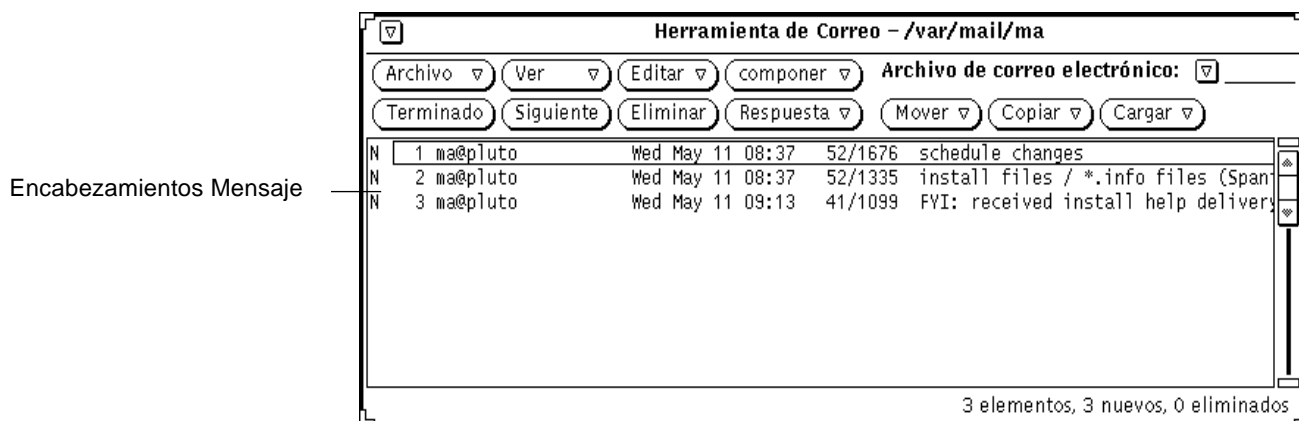 Herramienta de Correo – /var/mail/ma
Archivo Ver Editar componer Archivo de correo electrónico:
Terminado Siguiente Eliminar Respuesta Mover Copiar Cargar
N 1 ma@pluto Wed May 11 08:37 52/1676 schedule changes
N 2 ma@pluto Wed May 11 08:37 52/1335 install files / *.info files (Span
Encabezamientos Mensaje
N 3 ma@pluto Wed May 11 09:13 41/1099 FYI: received install help delivery
3 elementos, 3 nuevos, 0 eliminados